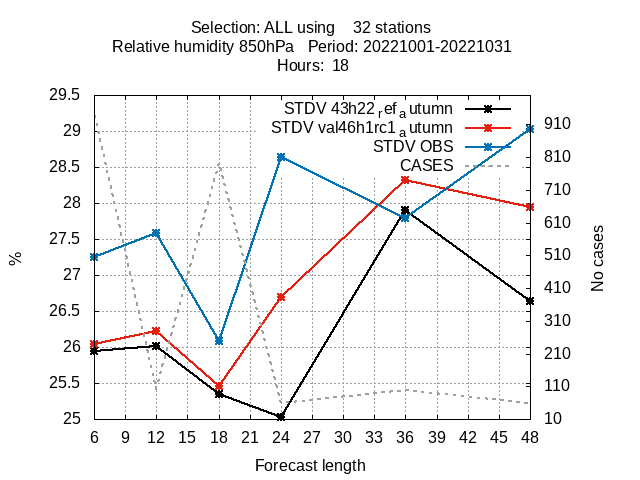 Selection: ALL using    32 stations
Relative humidity 850hPa   Period: 20221001-20221031
Hours:  18
STDV 43h22_ref_autumn
STDV val46h1rc1_autumn
STDV OBS
CASES
29.5
29
28.5
28
27.5
27
26.5
26
25.5
25
%
910
810
710
610
510
410
310
210
110
10
No cases
6 9 12 15 18 21 24 27 30 33 36 39 42 45 48
Forecast length